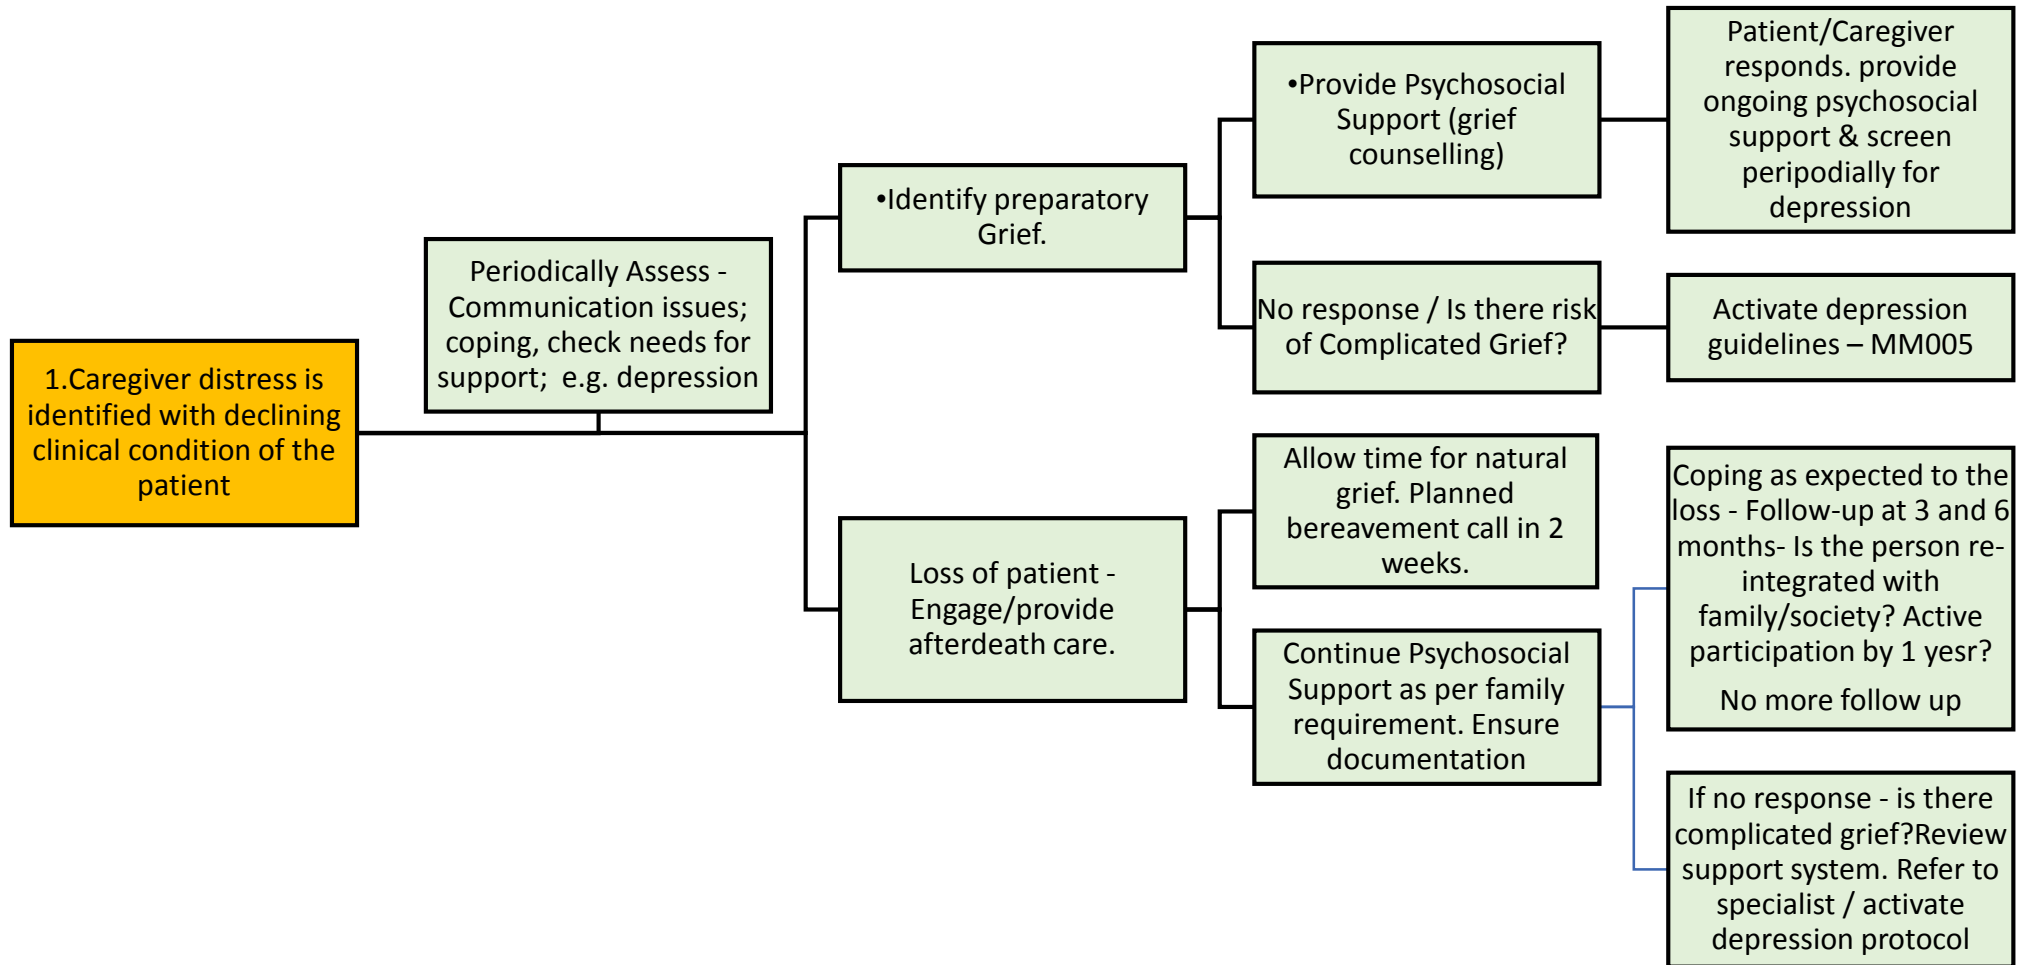 1.Caregiver distress is
identified with declining
clinical condition of the
patient
Periodically Assess -
Communication issues;
coping, check needs for
support;  e.g. depression
•Identify preparatory
Grief.
•Provide Psychosocial
Support (grief
counselling)
Patient/Caregiver
responds. provide
ongoing psychosocial
support & screen
peripodially for
depression
No response / Is there risk
of Complicated Grief?
Activate depression
guidelines – MM005
Loss of patient -
Engage/provide
afterdeath care.
Allow time for natural
grief. Planned
bereavement call in 2
weeks.
Continue Psychosocial
Support as per family
requirement. Ensure
documentation
Coping as expected to the
loss - Follow-up at 3 and 6
months- Is the person re-
integrated with
family/society? Active
participation by 1 yesr?
No more follow up
If no response - is there
complicated grief?Review
support system. Refer to
specialist / activate
depression protocol